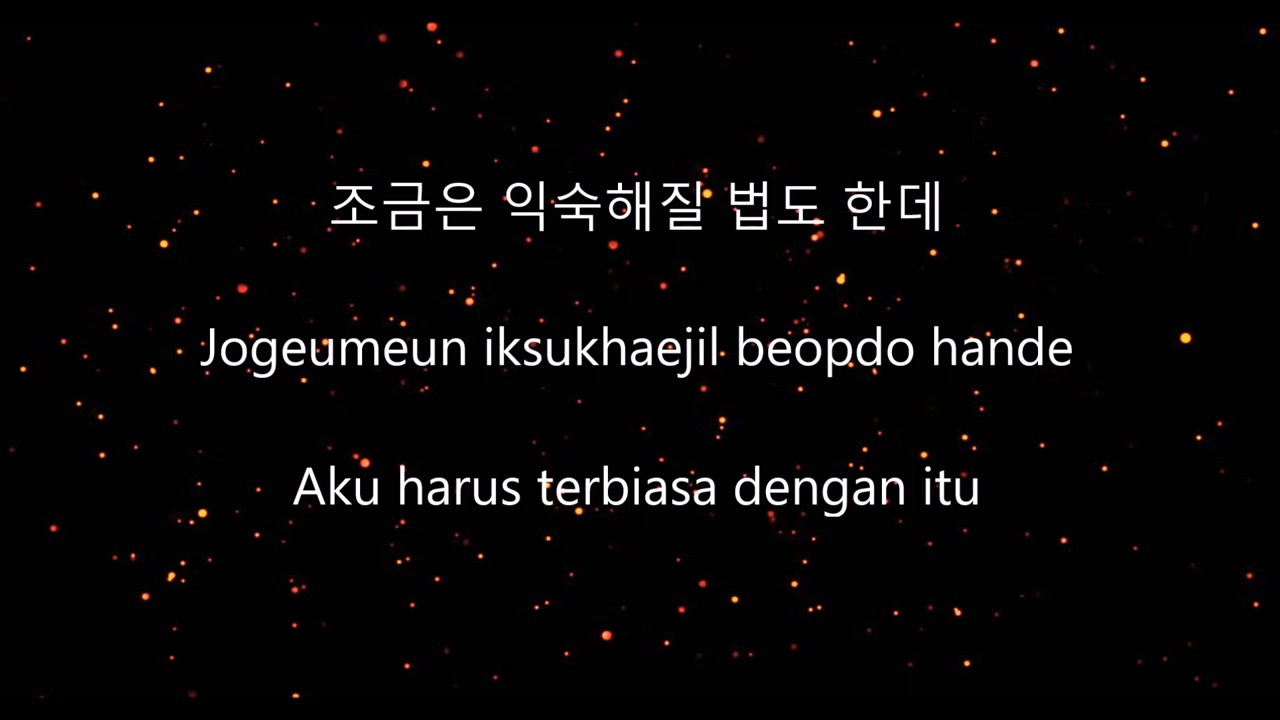 조금은 익숙해질 법도 한데
Jogeumeun iksukhaejil beopdo hande
Aku harus terbiasa dengan itu